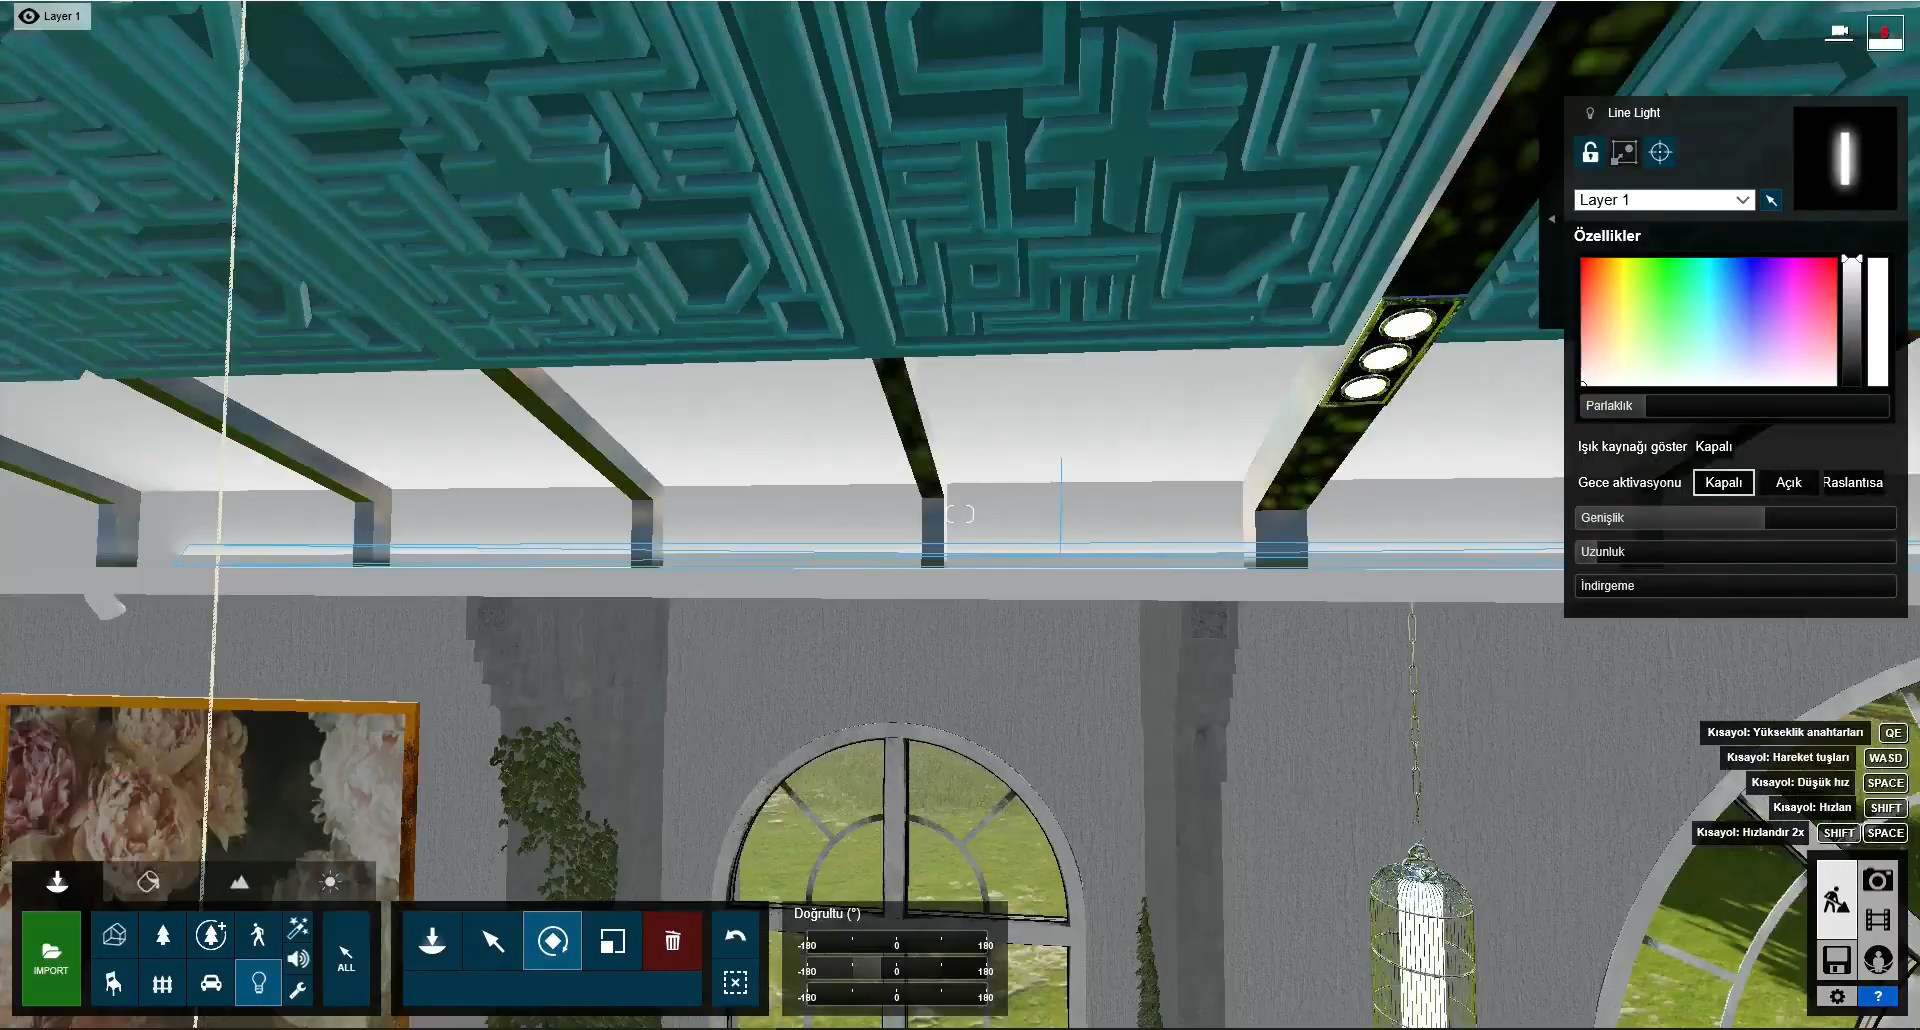 Layer 1
6
Line Light
Layer 1
Özellikler
Parlaklık
Işık kaynağı göster Kapalı
Gece aktivasyonu Kapalı Açık Raslantısa
Genişlik
Uzunluk
İndirgeme
Kısayol: Yükseklik anahtarları QE
Kısayol: Hareket tuşları WASD
Kısayol: Düşük hız SPACE
Kısayol: Hızlan SHIFT
Kısayol: Hızlandır 2x SHIFT SPACE
IMPORT
ALL
Doğrultu (°)
-180 0 180
-180 0 180
-180 0 180
?